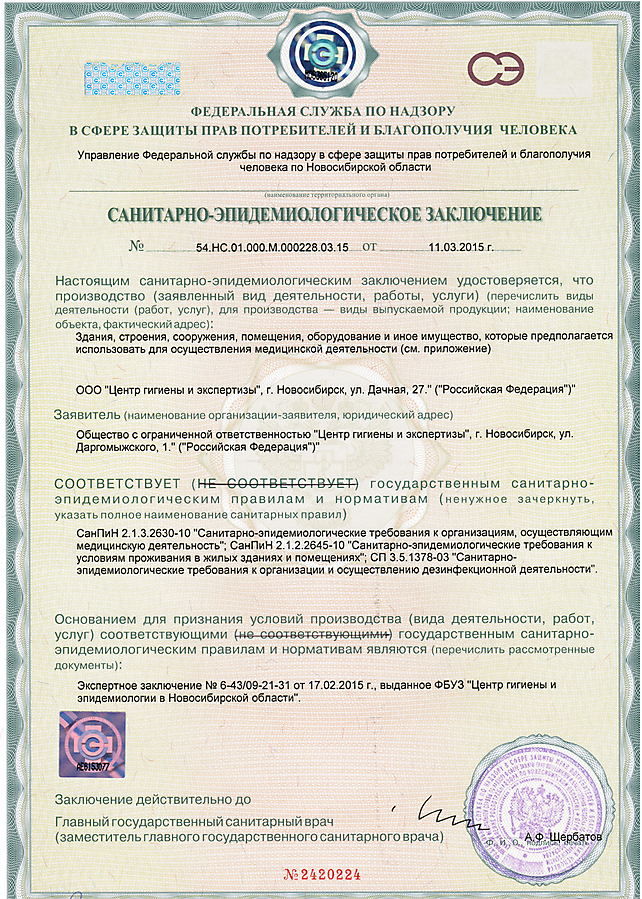 СЭ
ФЕДЕРАЛЬНАЯ СЛУЖБА ПО НАДЗОРУ
В СФЕРЕ ЗАЩИТЫ ПРАВ ПОТРЕБИТЕЛЕЙ И БЛАГОПОЛУЧИЯ ЧЕЛОВЕКА
Управление Федеральной службы по надзору в сфере защиты прав потребителей и благополучия
человека по Новосибирской области
(наименование территориального органа)
САНИТАРНО-ЭПИДЕМИОЛОГИЧЕСКОЕ ЗАКЛЮЧЕНИЕ
№ 54.НС.01.000.М.000228.03.15 от 11.03.2015 г.
Настоящим санитарно-эпидемиологическим заключением удостоверяется, что
производство (заявленный вид деятельности, работы, услуги) (перечислить виды
деятельности (работ, услуг), для производства — виды выпускаемой продукции; наименование
объекта, фактический адрес):
Здания, строения, сооружения, помещения, оборудование и иное имущество, которые предполагается
использовать для осуществления медицинской деятельности (см. приложение)
ООО "Центр гигиены и экспертизы", г. Новосибирск, ул. Дачная, 27." ("Российская Федерация")"
Заявитель (наименование организации-заявителя, юридический адрес)
Общество с ограниченной ответственностью "Центр гигиены и экспертизы", г. Новосибирск, ул.
Даргомыжского, 1." ("Российская Федерация")"
СООТВЕТСТВУЕТ (НЕ СООТВЕТСТВУЕТ) государственным санитарно-
эпидемиологическим правилам и нормативам (ненужное зачеркнуть,
указать полное наименование санитарных правил)
СанПиН 2.1.3.2630-10 "Санитарно-эпидемиологические требования к организациям, осуществляющим
медицинскую деятельность"; СанПиН 2.1.2.2645-10 "Санитарно-эпидемиологические требования к
условиям проживания в жилых зданиях и помещениях"; СП 3.5.1378-03 "Санитарно-
эпидемиологические требования к организации и осуществлению дезинфекционной деятельности".
Основанием для признания условий производства (вида деятельности, работ,
услуг) соответствующими (не соответствующими) государственным санитарно-
эпидемиологическим правилам и нормативам являются (перечислить рассмотренные
документы):
Экспертное заключение № 6-43/09-21-31 от 17.02.2015 г., выданное ФБУЗ "Центр гигиены и
эпидемиологии в Новосибирской области".
АЕ6153077
Заключение действительно до
Главный государственный санитарный врач
(заместитель главного государственного санитарного врача)
А.Ф. Щербатов
Ф. И. О., подпись, печать
№2420224